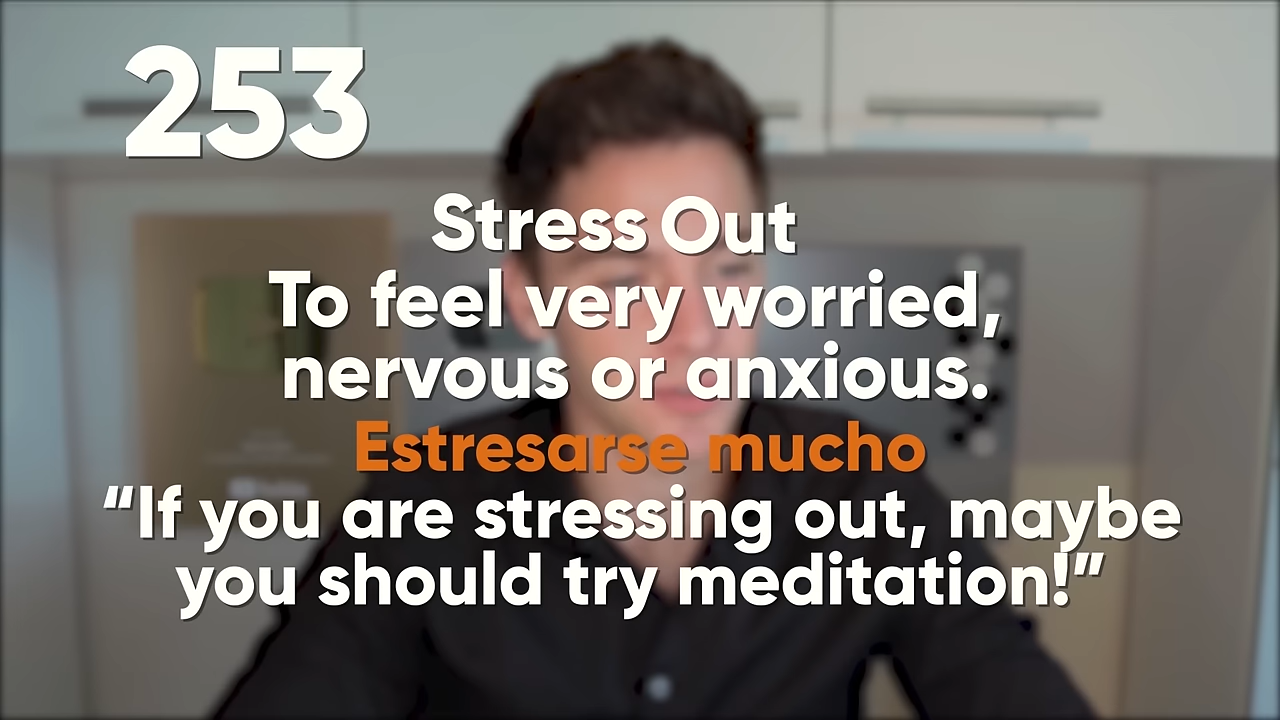 253
Stress Out
To feel very worried,
nervous or anxious.
Estresarse mucho
“If you are stressing out, maybe
you should try meditation!”